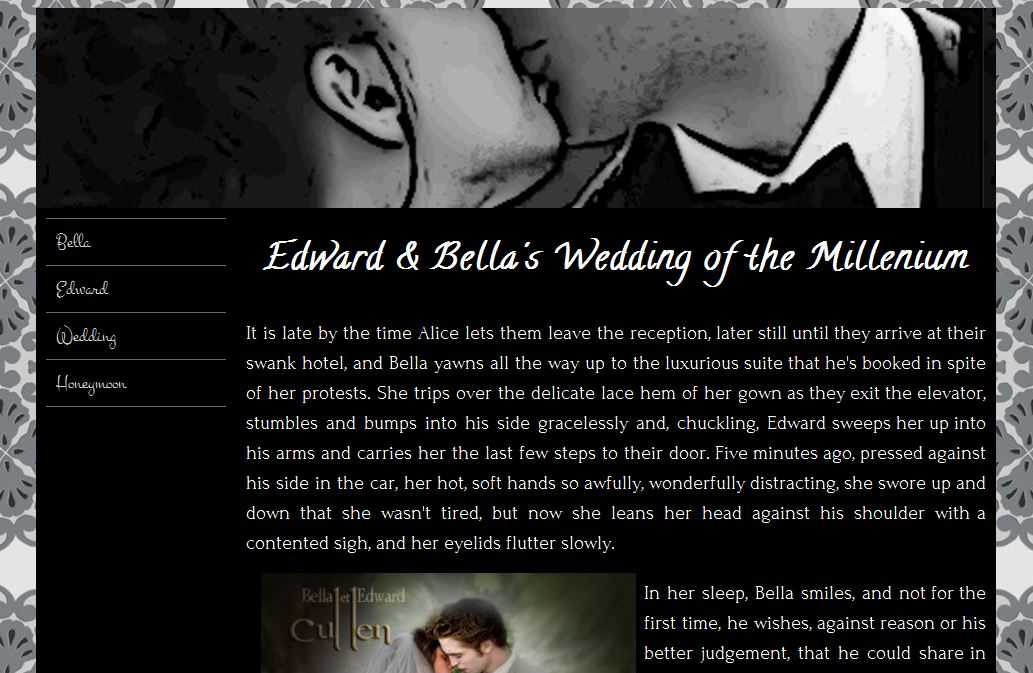 Bella
Edward
Wedding
Honeymoon
Edward & Bella's Wedding of the Millenium
It is late by the time Alice lets them leave the reception, later still until they arrive at their
swank hotel, and Bella yawns all the way up to the luxurious suite that he's booked in spite
of her protests. She trips over the delicate lace hem of her gown as they exit the elevator,
stumbles and bumps into his side gracelessly and, chuckling, Edward sweeps her up into
his arms and carries her the last few steps to their door. Five minutes ago, pressed against
his side in the car, her hot, soft hands so awfully, wonderfully distracting, she swore up and
down that she wasn't tired, but now she leans her head against his shoulder with a
contented sigh, and her eyelids flutter slowly.
Bella et Edward
Cullen
In her sleep, Bella smiles, and not for the
first time, he wishes, against reason or his
better judgement, that he could share in